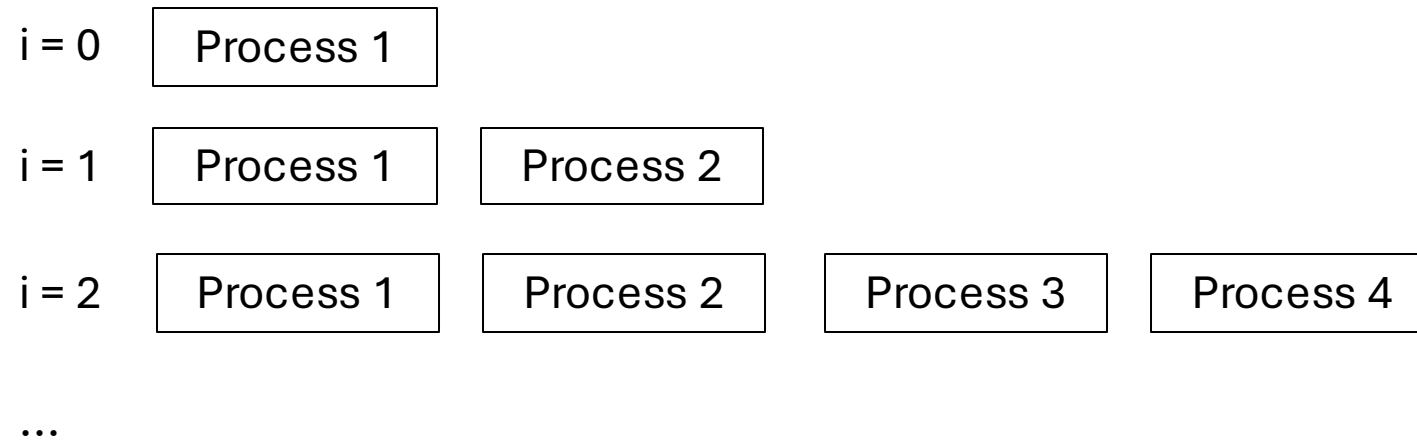 i = 0 Process 1
i = 1 Process 1 Process 2
i = 2 Process 1 Process 2 Process 3 Process 4
...